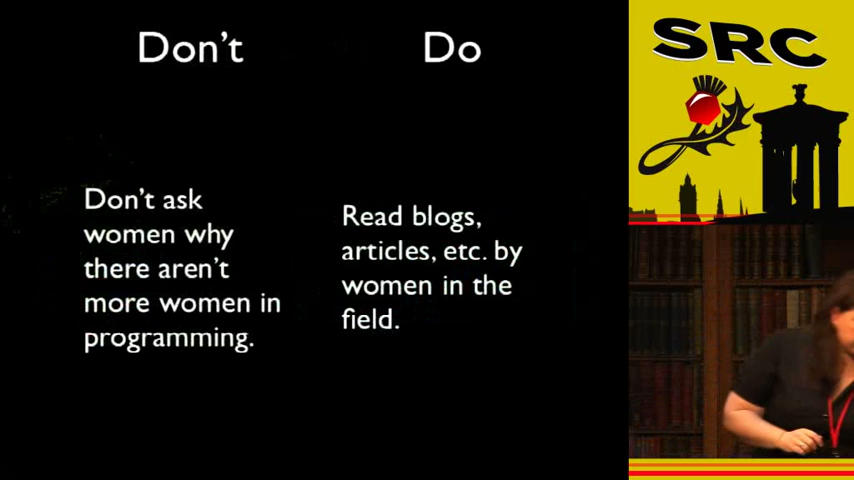 Don't
Do
Don't ask
women why
there aren't
more women in
programming.
Read blogs,
articles, etc. by
women in the
field.
SRC